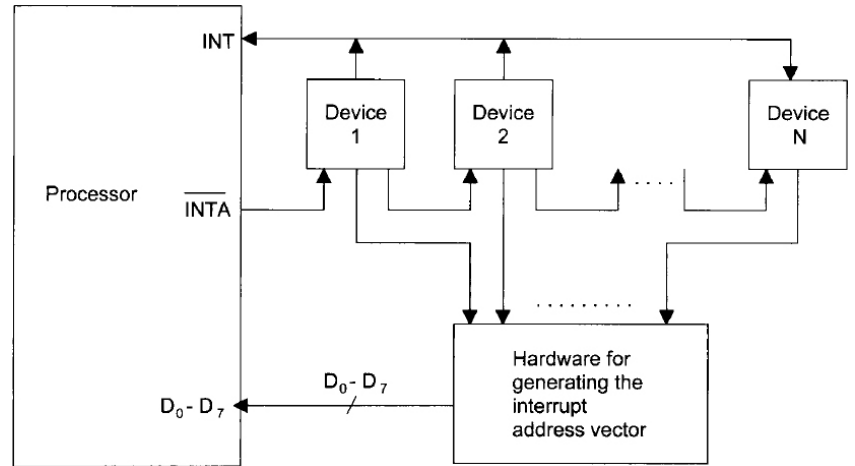 INT
Device
1
Device
2
Device
N
Processor
INTA
. . . .
. . . . . . . . .
D0 - D7
D0 - D7
Hardware for
generating the
interrupt
address vector